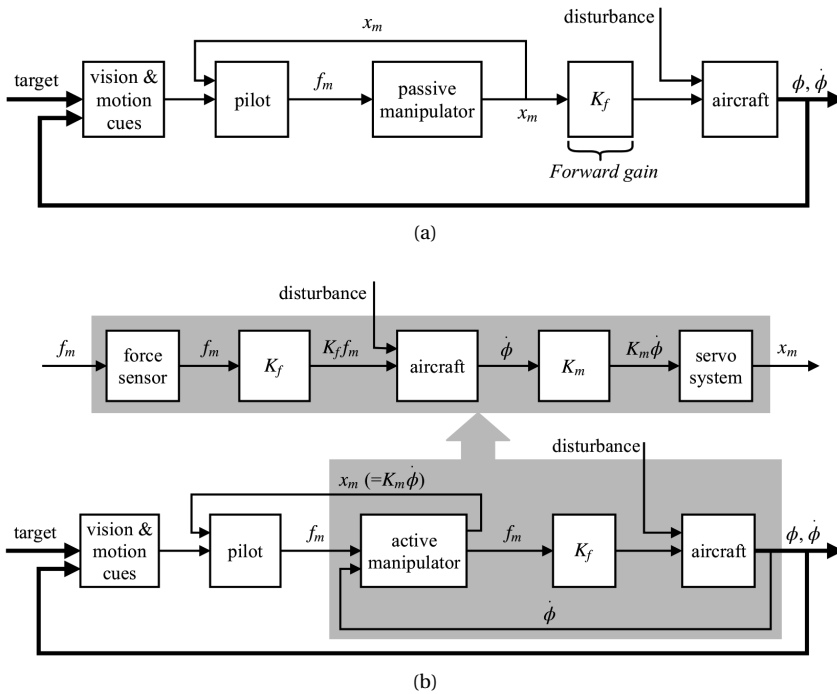 disturbance
x_m
target
vision &
motion
cues
pilot
f_m
passive
manipulator
x_m
K_f
aircraft
ϕ, ϕ̇
Forward gain
(a)
disturbance
f_m
force
sensor
f_m
K_f
K_f f_m
aircraft
ϕ̇
K_m
K_m ϕ̇
servo
system
x_m
disturbance
x_m (=K_m ϕ̇)
target
vision &
motion
cues
pilot
f_m
active
manipulator
f_m
K_f
aircraft
ϕ, ϕ̇
ϕ̇
(b)